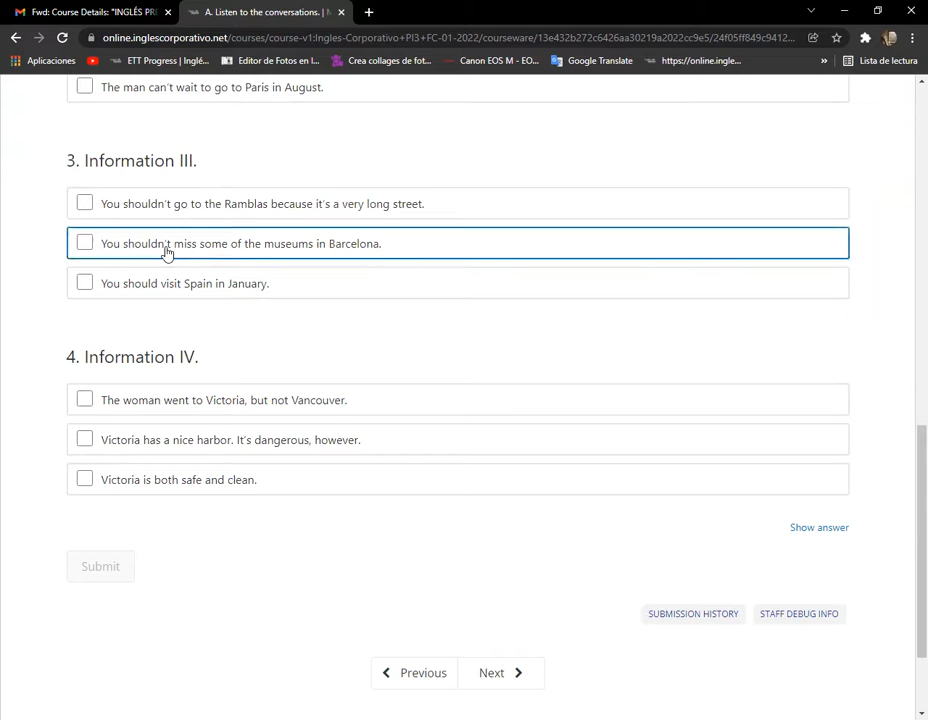 Fwd: Course Details: "INGLÉS PRE
A. Listen to the conversations. | M
online.inglescorporativo.net/courses/course-v1:Ingles-Corporativo+PI3+FC-01-2022/courseware/13e432b272c6426aa30219a2022cc9e5/24f05ff849c9412...
Aplicaciones
ETT Progress | Inglé...
Editor de Fotos en l...
Crea collages de fot...
Canon EOS M - EO...
Google Translate
https://online.ingle...
»
Lista de lectura
The man can't wait to go to Paris in August.
3. Information III.
You shouldn't go to the Ramblas because it's a very long street.
You shouldn't miss some of the museums in Barcelona.
You should visit Spain in January.
4. Information IV.
The woman went to Victoria, but not Vancouver.
Victoria has a nice harbor. It's dangerous, however.
Victoria is both safe and clean.
Show answer
Submit
SUBMISSION HISTORY
STAFF DEBUG INFO
Previous
Next